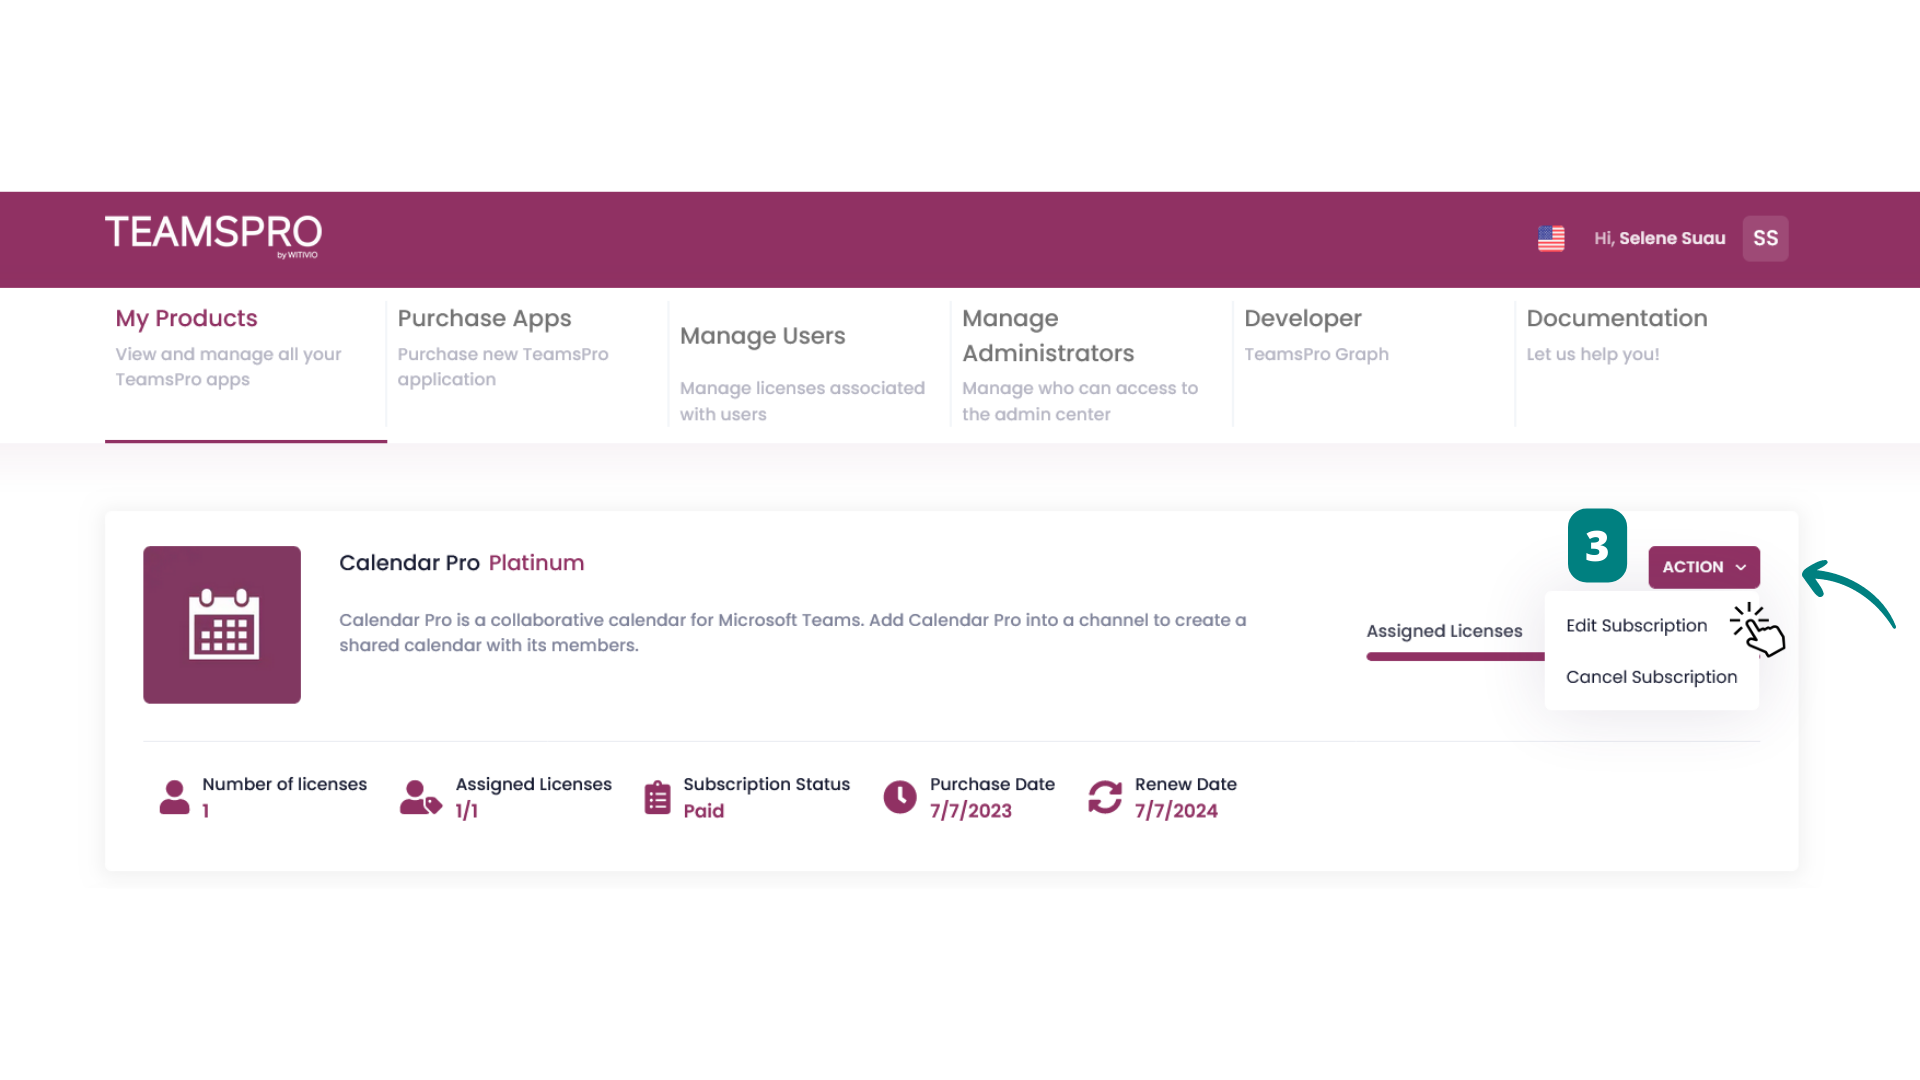 TEAMSPRO
by WITIVIO
Hi, Selene Suau
SS
My Products
View and manage all your
TeamsPro apps
Purchase Apps
Purchase new TeamsPro
application
Manage Users
Manage licenses associated
with users
Manage
Administrators
Manage who can access to
the admin center
Developer
TeamsPro Graph
Documentation
Let us help you!
Calendar Pro Platinum
Calendar Pro is a collaborative calendar for Microsoft Teams. Add Calendar Pro into a channel to create a
shared calendar with its members.
3
ACTION
Assigned Licenses
Edit Subscription
Cancel Subscription
Number of licenses
1
Assigned Licenses
1/1
Subscription Status
Paid
Purchase Date
7/7/2023
Renew Date
7/7/2024